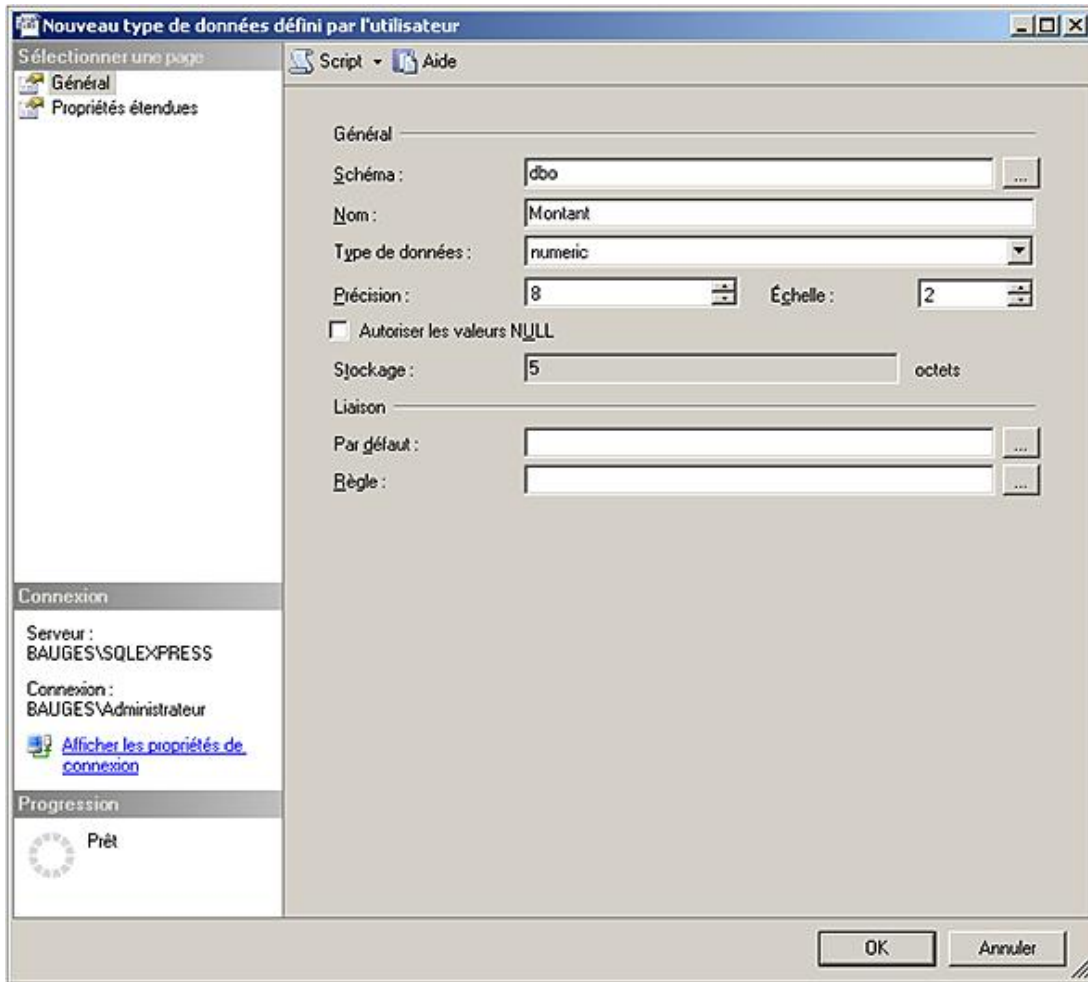 Nouveau type de données défini par l'utilisateur
Sélectionner une page
Général
Propriétés étendues
Script Aide
Général
Schéma : dbo ...
Nom : Montant
Type de données : numeric
Précision : 8 Échelle : 2
Autoriser les valeurs NULL
Stockage : 5 octets
Liaison
Par défaut : ...
Règle : ...
Connexion
Serveur :
BAUGES\SQLEXPRESS
Connexion :
BAUGES\Administrateur
Afficher les propriétés de
connexion
Progression
Prêt
OK Annuler